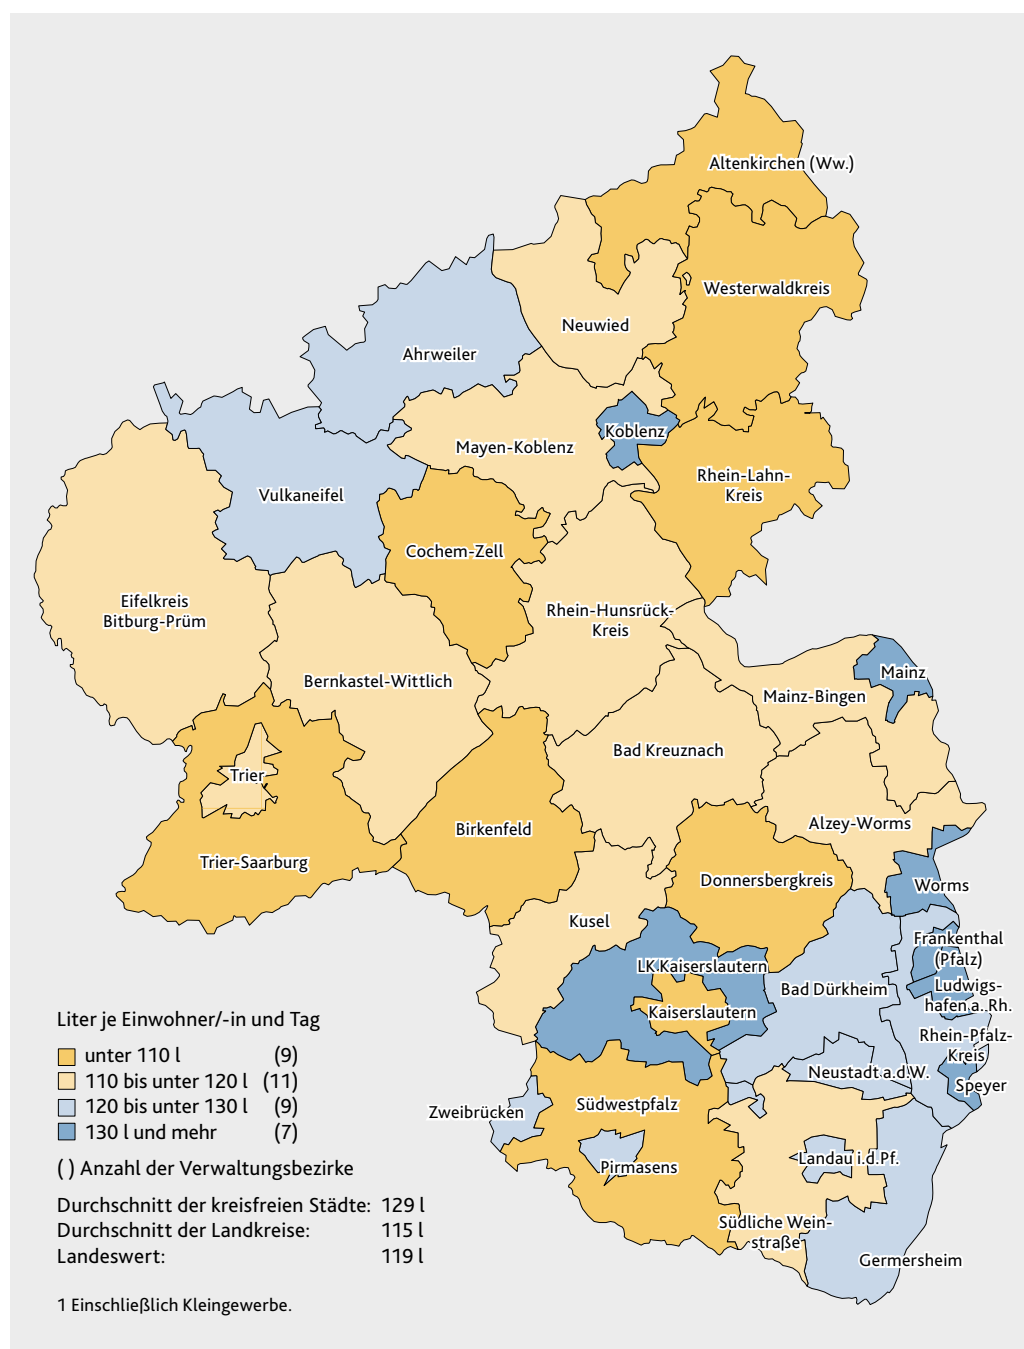 Altenkirchen (Ww.)
Westerwaldkreis
Neuwied
Ahrweiler
Koblenz
Mayen-Koblenz
Rhein-Lahn-
Kreis
Vulkaneifel
Cochem-Zell
Eifelkreis
Bitburg-Prüm
Rhein-Hunsrück-
Kreis
Bernkastel-Wittlich
Mainz
Mainz-Bingen
Bad Kreuznach
Trier
Alzey-Worms
Birkenfeld
Trier-Saarburg
Donnersbergkreis
Worms
Kusel
Frankenthal
(Pfalz)
LK Kaiserslautern
Bad Dürkheim
Ludwigs-
hafen a. Rh.
Kaiserslautern
Rhein-Pfalz-
Kreis
Neustadt a.d.W.
Speyer
Zweibrücken
Südwestpfalz
Pirmasens
Landau i.d.Pf.
Südliche Wein-
straße
Germersheim
Liter je Einwohner/-in und Tag
unter 110 l (9)
110 bis unter 120 l (11)
120 bis unter 130 l (9)
130 l und mehr (7)
( ) Anzahl der Verwaltungsbezirke
Durchschnitt der kreisfreien Städte: 129 l
Durchschnitt der Landkreise: 115 l
Landeswert: 119 l
1 Einschließlich Kleingewerbe.